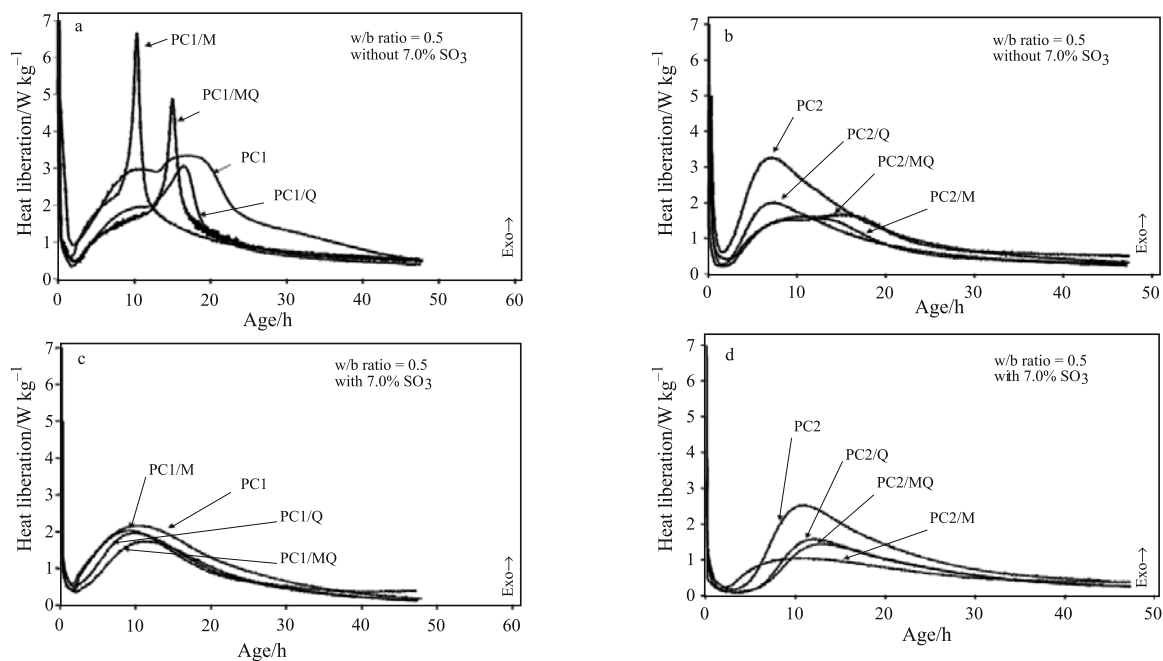 a
w/b ratio = 0.5
without 7.0% SO₃
PC1/M
PC1/MQ
PC1
PC1/Q
Exo→
Heat liberation/W kg⁻¹
7
6
5
4
3
2
1
0
0 10 20 30 40 50 60
Age/h
b
w/b ratio = 0.5
without 7.0% SO₃
PC2
PC2/Q
PC2/MQ
PC2/M
Exo→
Heat liberation/W kg⁻¹
7
6
5
4
3
2
1
0
0 10 20 30 40 50
Age/h
c
w/b ratio = 0.5
with 7.0% SO₃
PC1/M
PC1
PC1/Q
PC1/MQ
Exo→
Heat liberation/W kg⁻¹
7
6
5
4
3
2
1
0
0 10 20 30 40 50 60
Age/h
d
w/b ratio = 0.5
with 7.0% SO₃
PC2
PC2/Q
PC2/MQ
PC2/M
Exo→
Heat liberation/W kg⁻¹
7
6
5
4
3
2
1
0
0 10 20 30 40 50
Age/h